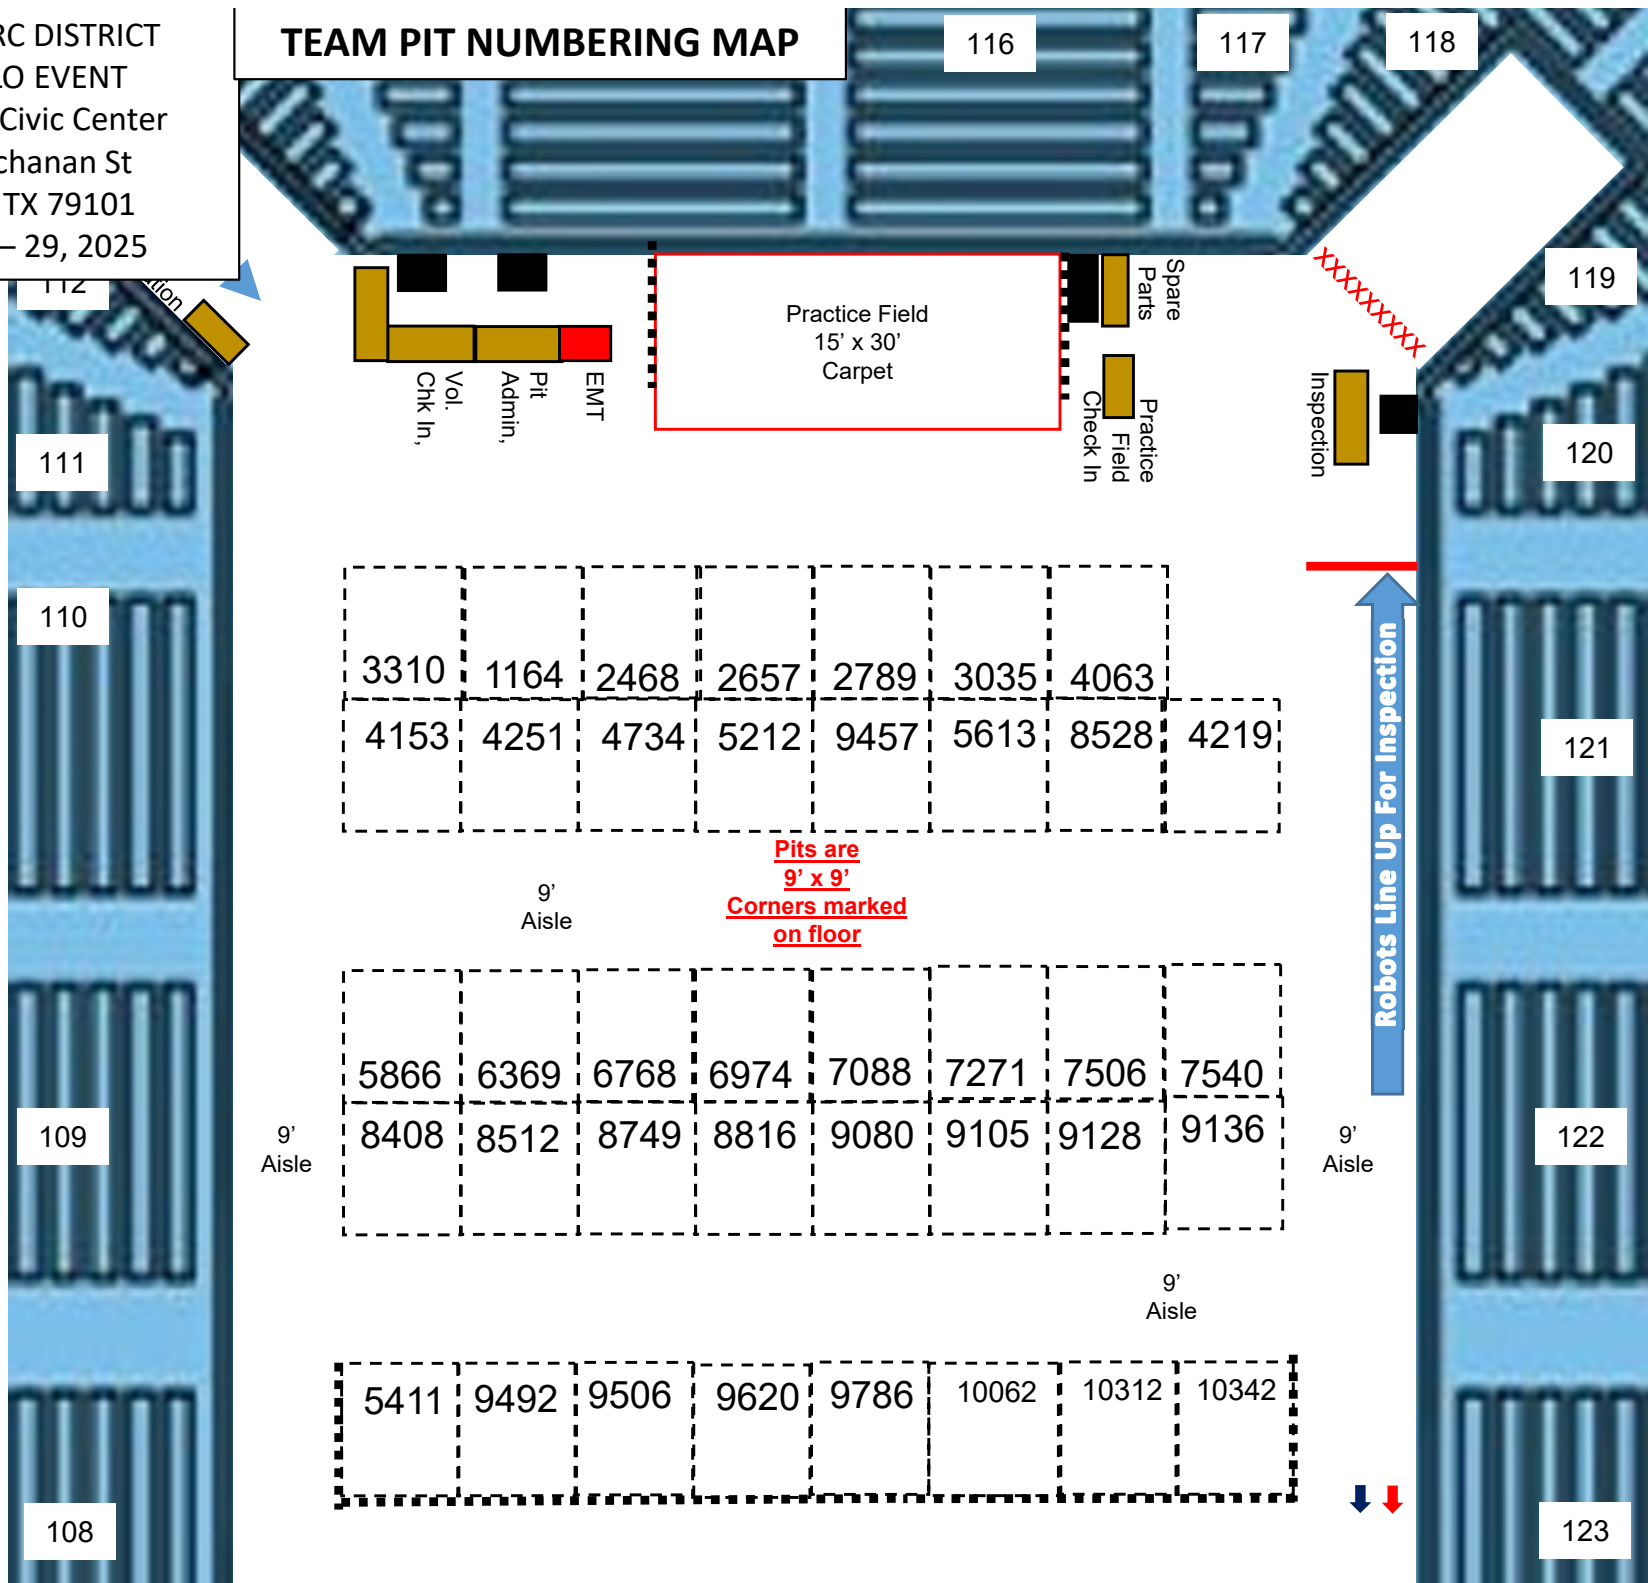 RC DISTRICT
LO EVENT
Civic Center
chanan St
TX 79101
– 29, 2025
TEAM PIT NUMBERING MAP
116
117
118
112
119
111
120
110
121
109
122
108
123
Vol.
Chk In,
Pit
Admin,
EMT
Practice Field
15’ x 30’
Carpet
Spare
Parts
Practice
Field
Check In
XXXXXXXXX
Inspection
Robots Line Up For Inspection
3310 1164 2468 2657 2789 3035 4063
4153 4251 4734 5212 9457 5613 8528 4219
Pits are
9’ x 9’
Corners marked
on floor
9’
Aisle
5866 6369 6768 6974 7088 7271 7506 7540
8408 8512 8749 8816 9080 9105 9128 9136
9’
Aisle
9’
Aisle
9’
Aisle
5411 9492 9506 9620 9786 10062 10312 10342